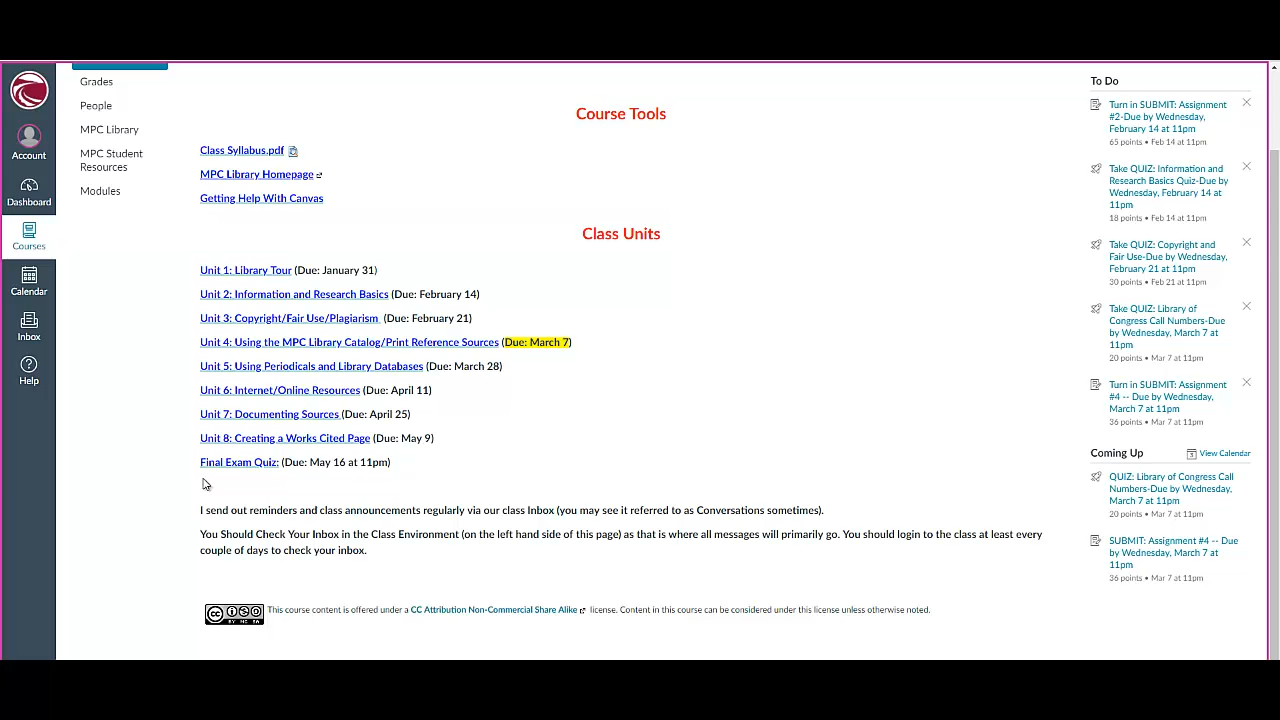 Account
Dashboard
Courses
Calendar
Inbox
Help
Grades
People
MPC Library
MPC Student
Resources
Modules
Course Tools
Class Syllabus.pdf
MPC Library Homepage
Getting Help With Canvas
Class Units
Unit 1: Library Tour (Due: January 31)
Unit 2: Information and Research Basics (Due: February 14)
Unit 3: Copyright/Fair Use/Plagiarism (Due: February 21)
Unit 4: Using the MPC Library Catalog/Print Reference Sources (Due: March 7)
Unit 5: Using Periodicals and Library Databases (Due: March 28)
Unit 6: Internet/Online Resources (Due: April 11)
Unit 7: Documenting Sources (Due: April 25)
Unit 8: Creating a Works Cited Page (Due: May 9)
Final Exam Quiz: (Due: May 16 at 11pm)
I send out reminders and class announcements regularly via our class Inbox (you may see it referred to as Conversations sometimes).
You Should Check Your Inbox in the Class Environment (on the left hand side of this page) as that is where all messages will primarily go. You should login to the class at least every
couple of days to check your inbox.
CC BY NC SA
This course content is offered under a CC Attribution Non-Commercial Share Alike license. Content in this course can be considered under this license unless otherwise noted.
To Do
Turn in SUBMIT: Assignment
#2-Due by Wednesday,
February 14 at 11pm
65 points • Feb 14 at 11pm
Take QUIZ: Information and
Research Basics Quiz-Due by
Wednesday, February 14 at
11pm
18 points • Feb 14 at 11pm
Take QUIZ: Copyright and
Fair Use-Due by Wednesday,
February 21 at 11pm
30 points • Feb 21 at 11pm
Take QUIZ: Library of
Congress Call Numbers-Due
by Wednesday, March 7 at
11pm
20 points • Mar 7 at 11pm
Turn in SUBMIT: Assignment
#4 -- Due by Wednesday,
March 7 at 11pm
36 points • Mar 7 at 11pm
Coming Up
View Calendar
QUIZ: Library of Congress Call
Numbers-Due by Wednesday,
March 7 at 11pm
20 points • Mar 7 at 11pm
SUBMIT: Assignment #4 -- Due
by Wednesday, March 7 at
11pm
36 points • Mar 7 at 11pm